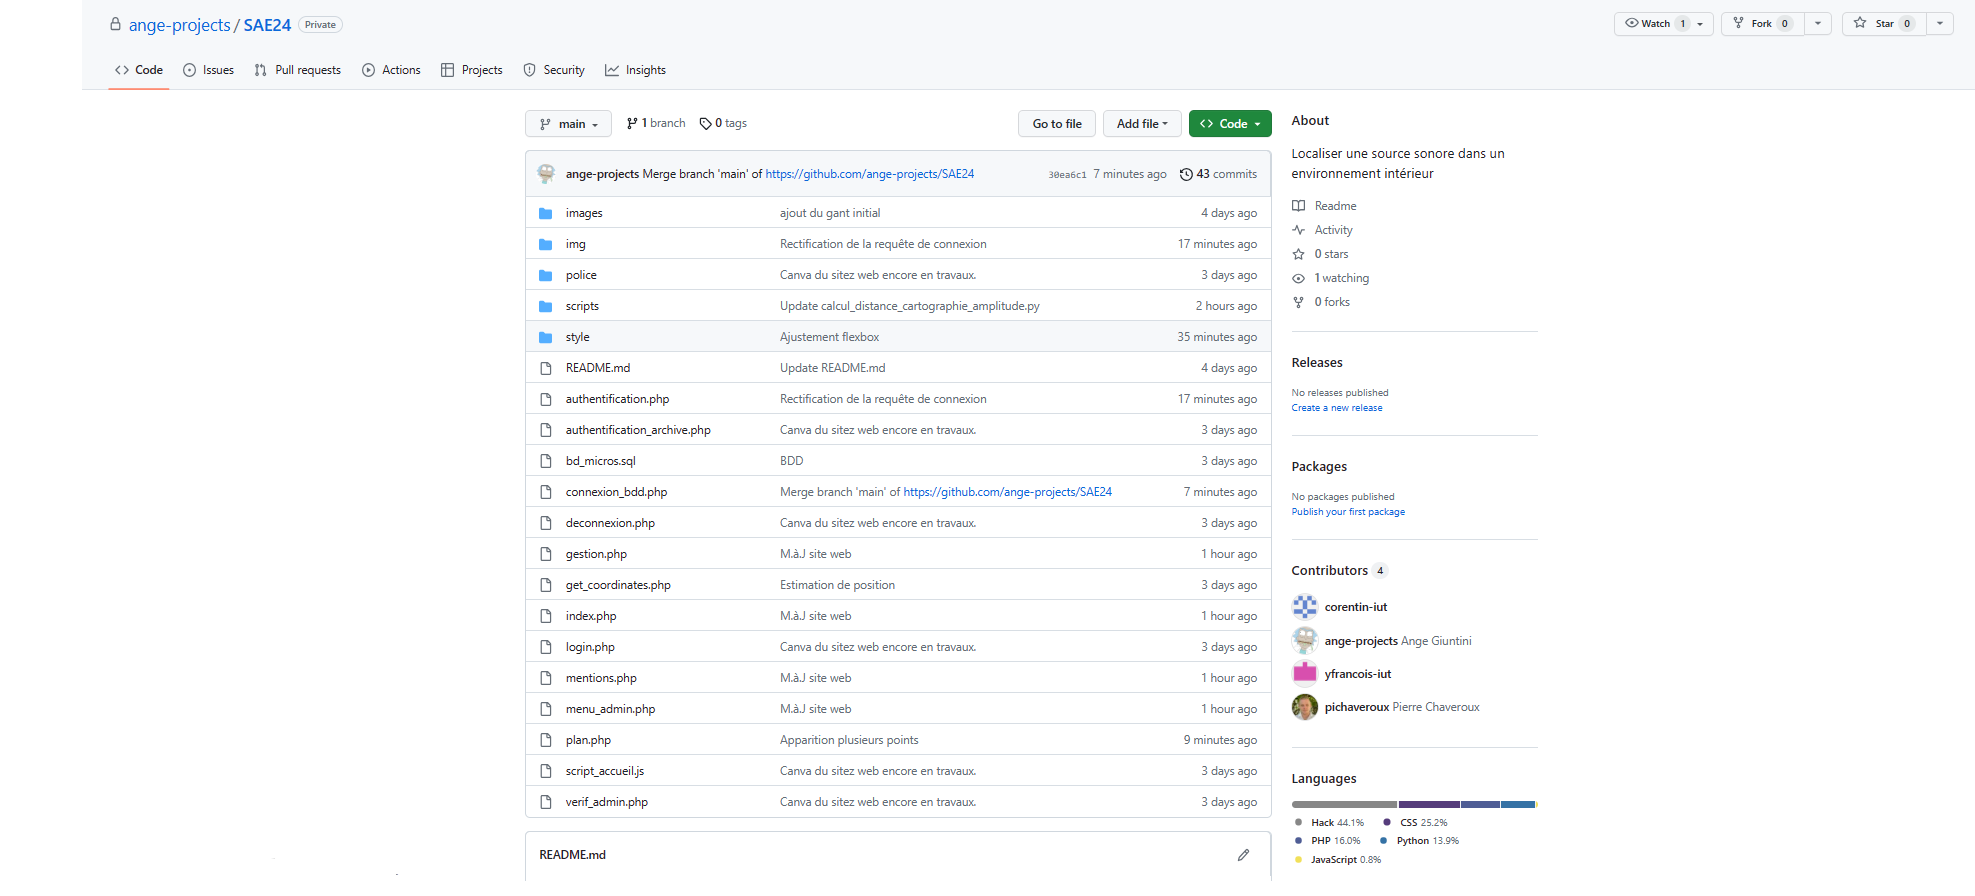 ange-projects / SAE24 Private
Watch 1
Fork 0
Star 0
Code Issues Pull requests Actions Projects Security Insights
main 1 branch 0 tags Go to file Add file Code
ange-projects Merge branch 'main' of https://github.com/ange-projects/SAE24 30ea6c1 7 minutes ago 43 commits
images ajout du gant initial 4 days ago
img Rectification de la requête de connexion 17 minutes ago
police Canva du sitez web encore en travaux. 3 days ago
scripts Update calcul_distance_cartographie_amplitude.py 2 hours ago
style Ajustement flexbox 35 minutes ago
README.md Update README.md 4 days ago
authentification.php Rectification de la requête de connexion 17 minutes ago
authentification_archive.php Canva du sitez web encore en travaux. 3 days ago
bd_micros.sql BDD 3 days ago
connexion_bdd.php Merge branch 'main' of https://github.com/ange-projects/SAE24 7 minutes ago
deconnexion.php Canva du sitez web encore en travaux. 3 days ago
gestion.php M.à.J site web 1 hour ago
get_coordinates.php Estimation de position 3 days ago
index.php M.à.J site web 1 hour ago
login.php Canva du sitez web encore en travaux. 3 days ago
mentions.php M.à.J site web 1 hour ago
menu_admin.php M.à.J site web 1 hour ago
plan.php Apparition plusieurs points 9 minutes ago
script_accueil.js Canva du sitez web encore en travaux. 3 days ago
verif_admin.php Canva du sitez web encore en travaux. 3 days ago
README.md
About
Localiser une source sonore dans un
environnement intérieur
Readme
Activity
0 stars
1 watching
0 forks
Releases
No releases published
Create a new release
Packages
No packages published
Publish your first package
Contributors 4
corentin-iut
ange-projects Ange Giuntini
yfrancois-iut
pichaveroux Pierre Chaveroux
Languages
Hack 44.1% CSS 25.2%
PHP 16.0% Python 13.9%
JavaScript 0.8%